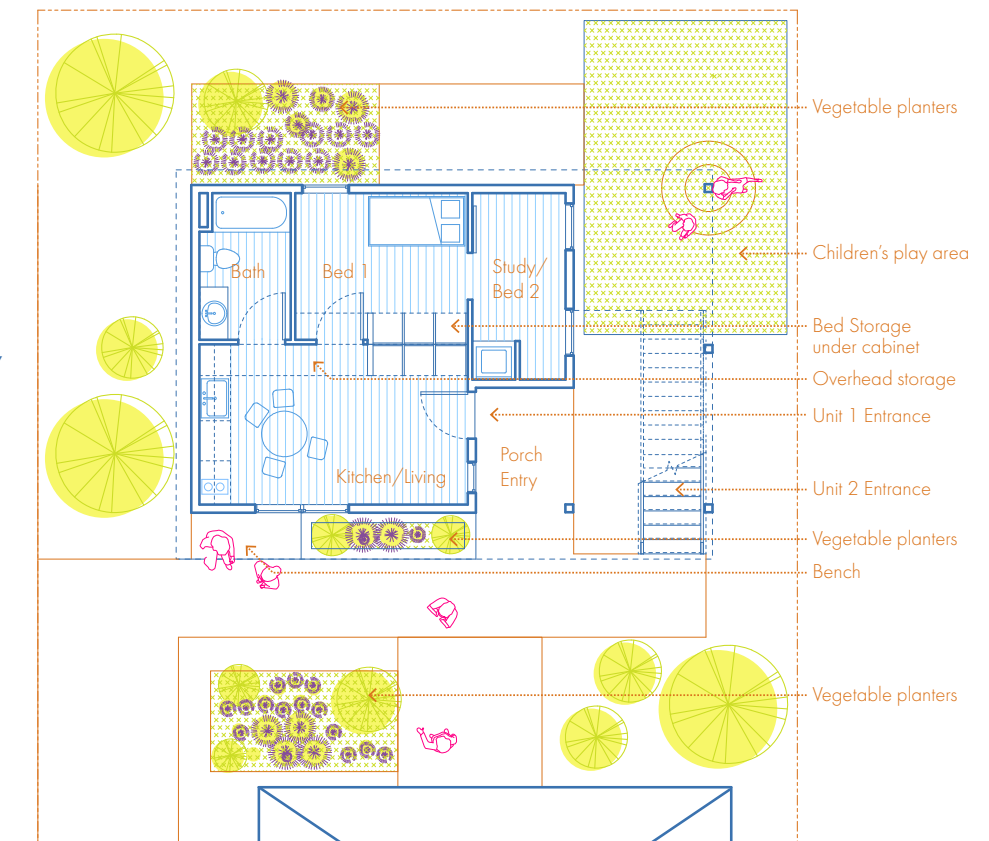 Vegetable planters
Bath
Bed 1
Study/
Bed 2
Children’s play area
Bed Storage
under cabinet
Overhead storage
Unit 1 Entrance
Porch
Entry
Kitchen/Living
Unit 2 Entrance
Vegetable planters
Bench
Vegetable planters